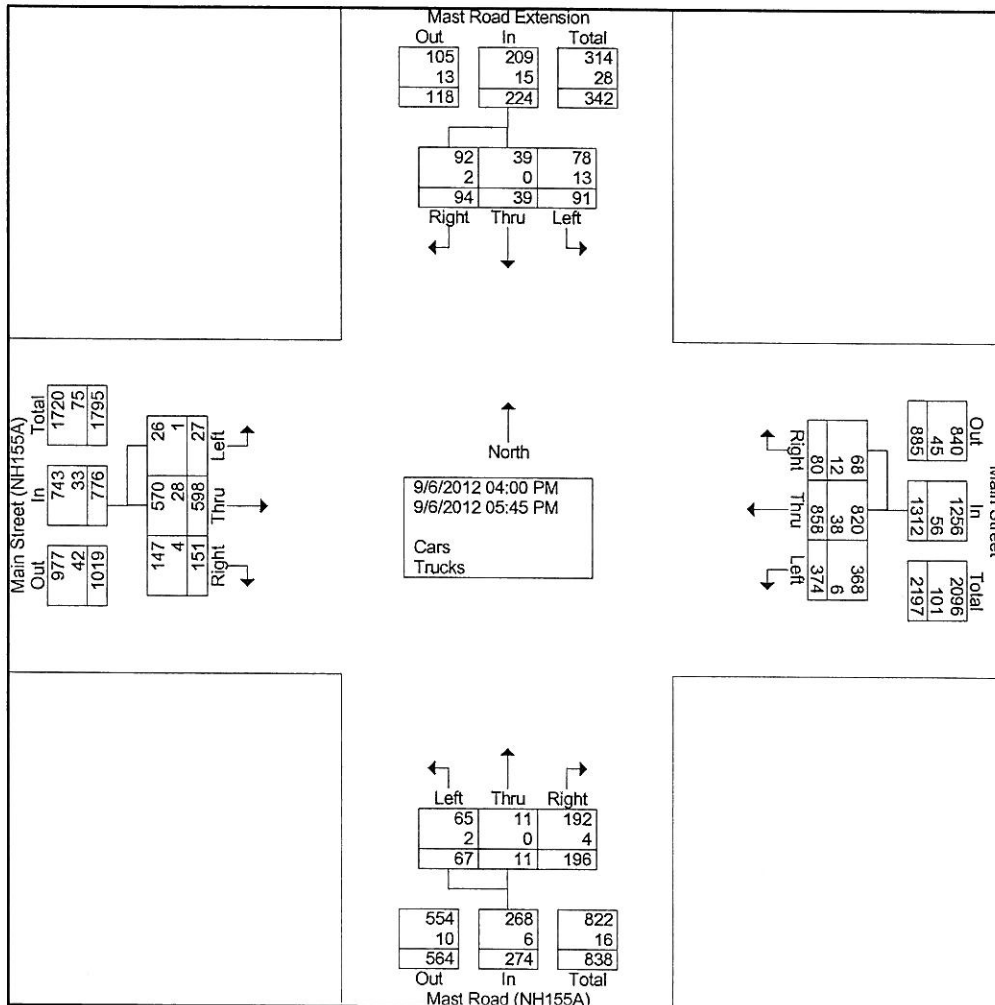 Mast Road Extension
Out In Total
105 209 314
13 15 28
118 224 342
92 39 78
2 0 13
94 39 91
Right Thru Left
Main Street (NH155A)
Total In Out
1720 743 977
75 33 42
1795 776 1019
26 570 147
1 28 4
27 598 151
Left Thru Right
North
9/6/2012 04:00 PM
9/6/2012 05:45 PM
Cars
Trucks
Right Thru Left
80 858 374
12 38 6
68 820 368
Out In Total
840 1256 2096
45 56 101
885 1312 2197
Main Street
Left Thru Right
65 11 192
2 0 4
67 11 196
554 268 822
10 6 16
564 274 838
Out In Total
Mast Road (NH155A)